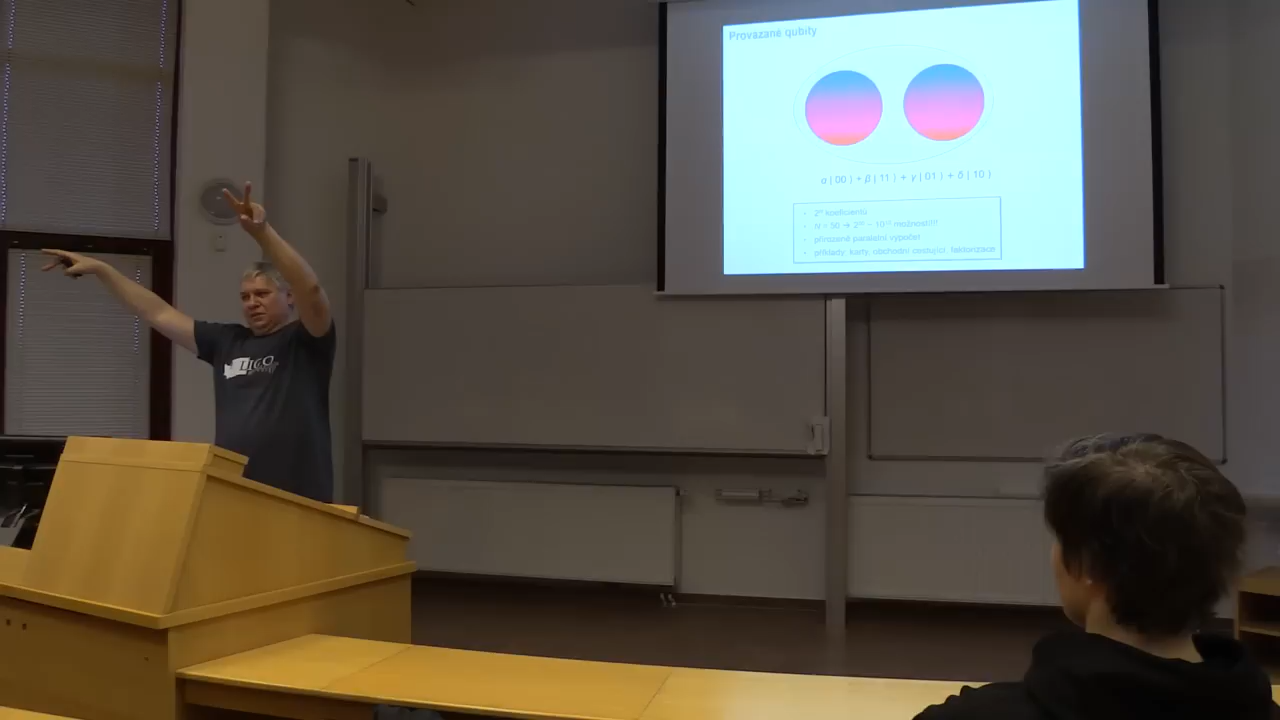 Provázané qubity
α | 00 ⟩ + β | 11 ⟩ + γ | 01 ⟩ + δ | 10 ⟩
koeficientů
N = 50 → 2⁵⁰ ~ 10¹⁵ možností!!!
přirozeně paralelní výpočet
příklady: karty, obchodní cestující, faktorizace
LIGO